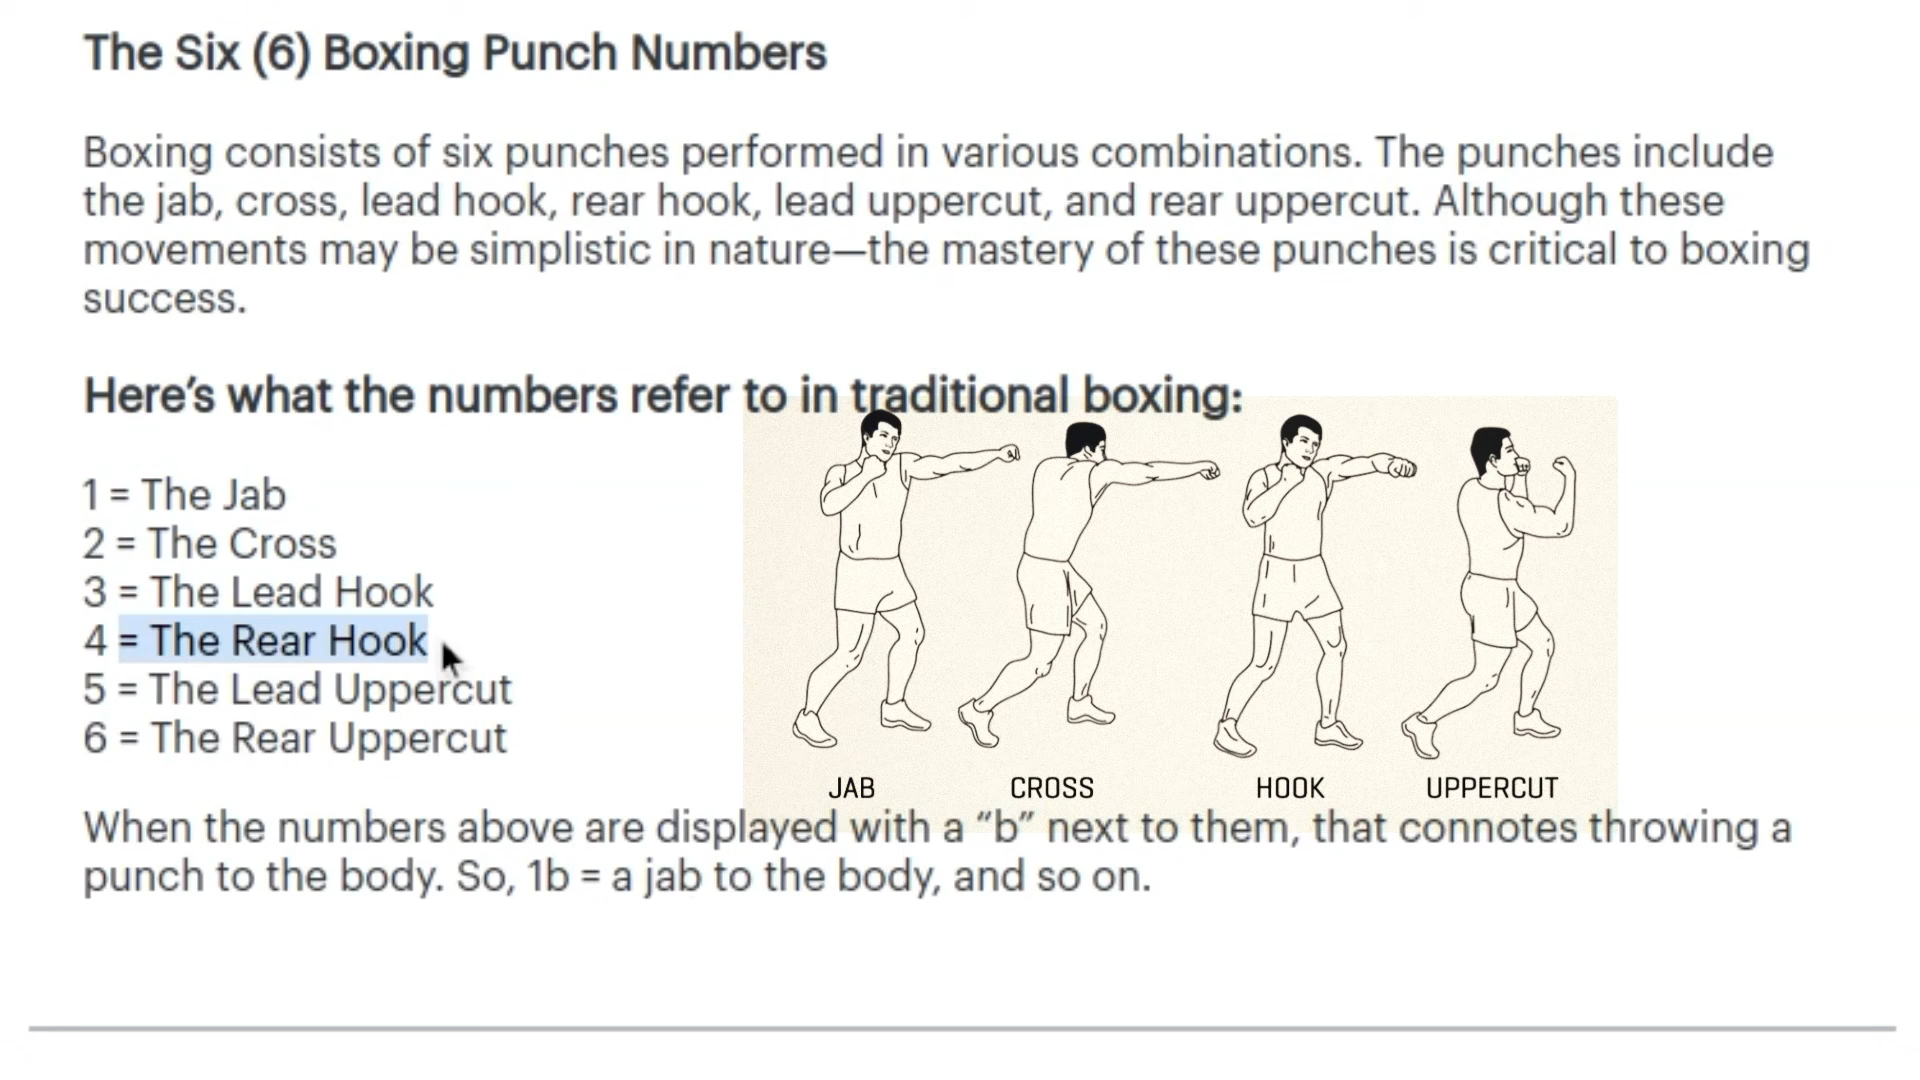 The Six (6) Boxing Punch Numbers
Boxing consists of six punches performed in various combinations. The punches include
the jab, cross, lead hook, rear hook, lead uppercut, and rear uppercut. Although these
movements may be simplistic in nature—the mastery of these punches is critical to boxing
success.
Here’s what the numbers refer to in traditional boxing:
1 = The Jab
2 = The Cross
3 = The Lead Hook
4 = The Rear Hook
5 = The Lead Uppercut
6 = The Rear Uppercut
JAB CROSS HOOK UPPERCUT
When the numbers above are displayed with a “b” next to them, that connotes throwing a
punch to the body. So, 1b = a jab to the body, and so on.